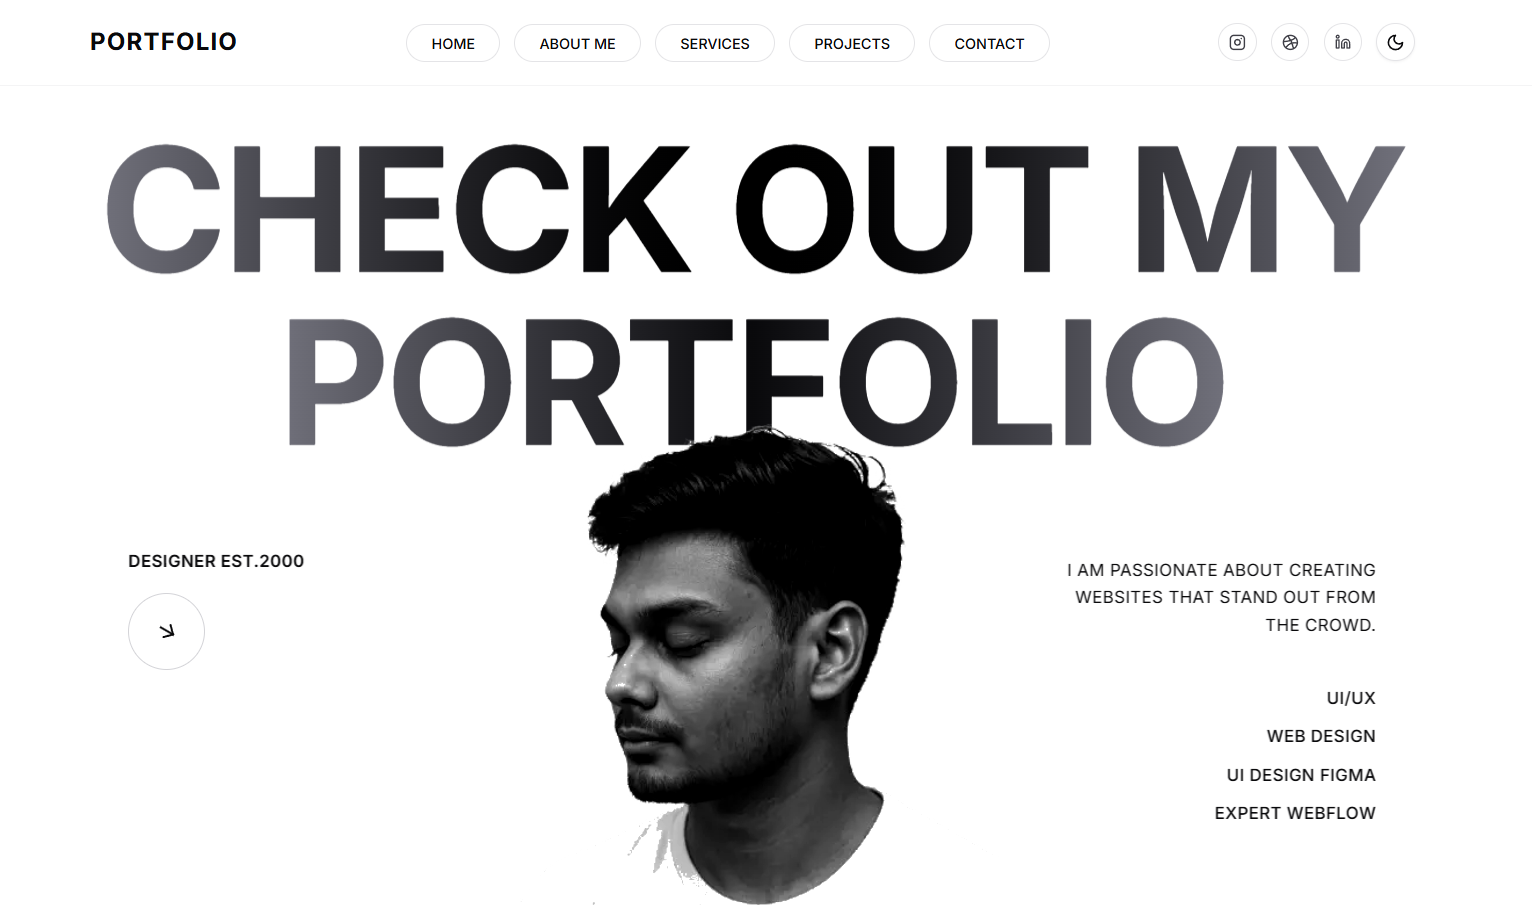 PORTFOLIO
HOME
ABOUT ME
SERVICES
PROJECTS
CONTACT
CHECK OUT MY
PORTFOLIO
DESIGNER EST.2000
I AM PASSIONATE ABOUT CREATING
WEBSITES THAT STAND OUT FROM
THE CROWD.
UI/UX
WEB DESIGN
UI DESIGN FIGMA
EXPERT WEBFLOW